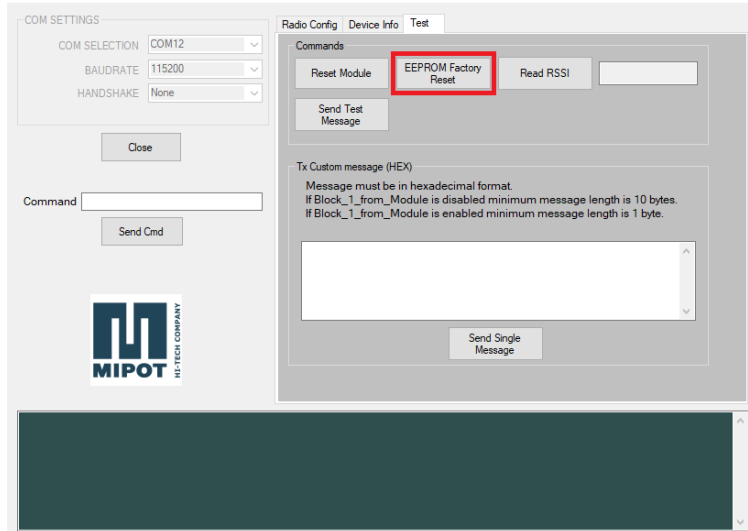 COM SETTINGS
COM SELECTION COM12
BAUDRATE 115200
HANDSHAKE None
Close
Command
Send Cmd
MIPOT
HI-TECH COMPANY
Radio Config Device Info Test
Commands
Reset Module
EEPROM Factory
Reset
Read RSSI
Send Test
Message
Tx Custom message (HEX)
Message must be in hexadecimal format.
If Block_1_from_Module is disabled minimum message length is 10 bytes.
If Block_1_from_Module is enabled minimum message length is 1 byte.
Send Single
Message